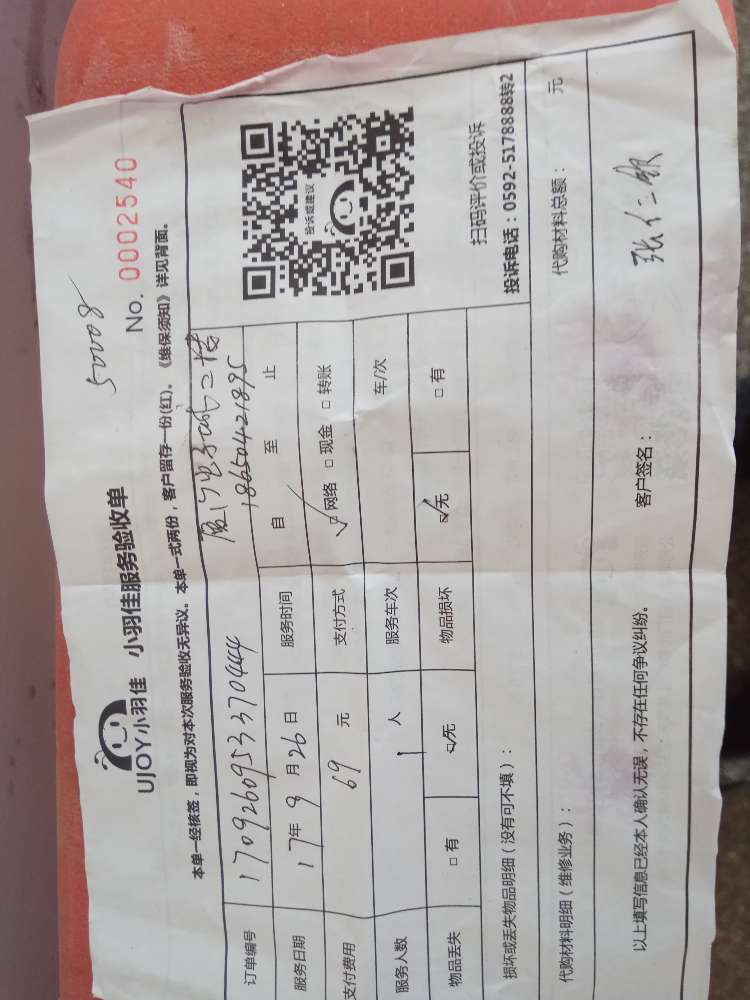 50008
UJOY小羽佳 小羽佳服务验收单 No. 0002540
本单一经核签，即视为对本次服务验收无异议。本单一式两份，客户留存一份(红)、《维保须知》详见背面。
订单编号 170926095337044
18650421895
服务日期 17年9月26日 服务时间 自 至 止
支付费用 69 元 支付方式 ☑网络 □现金 □转账
服务人数 1 人 服务车次 车/次
物品丢失 □有 ☑无 物品损坏 ☑无 □有
投诉或建议
扫码评价或投诉
投诉电话：0592-5178888转2
损坏或丢失物品明细（没有可不填）：
代购材料明细（维修业务）： 代购材料总额： 元
以上填写信息已经本人确认无误，不存在任何争议纠纷。 客户签名：